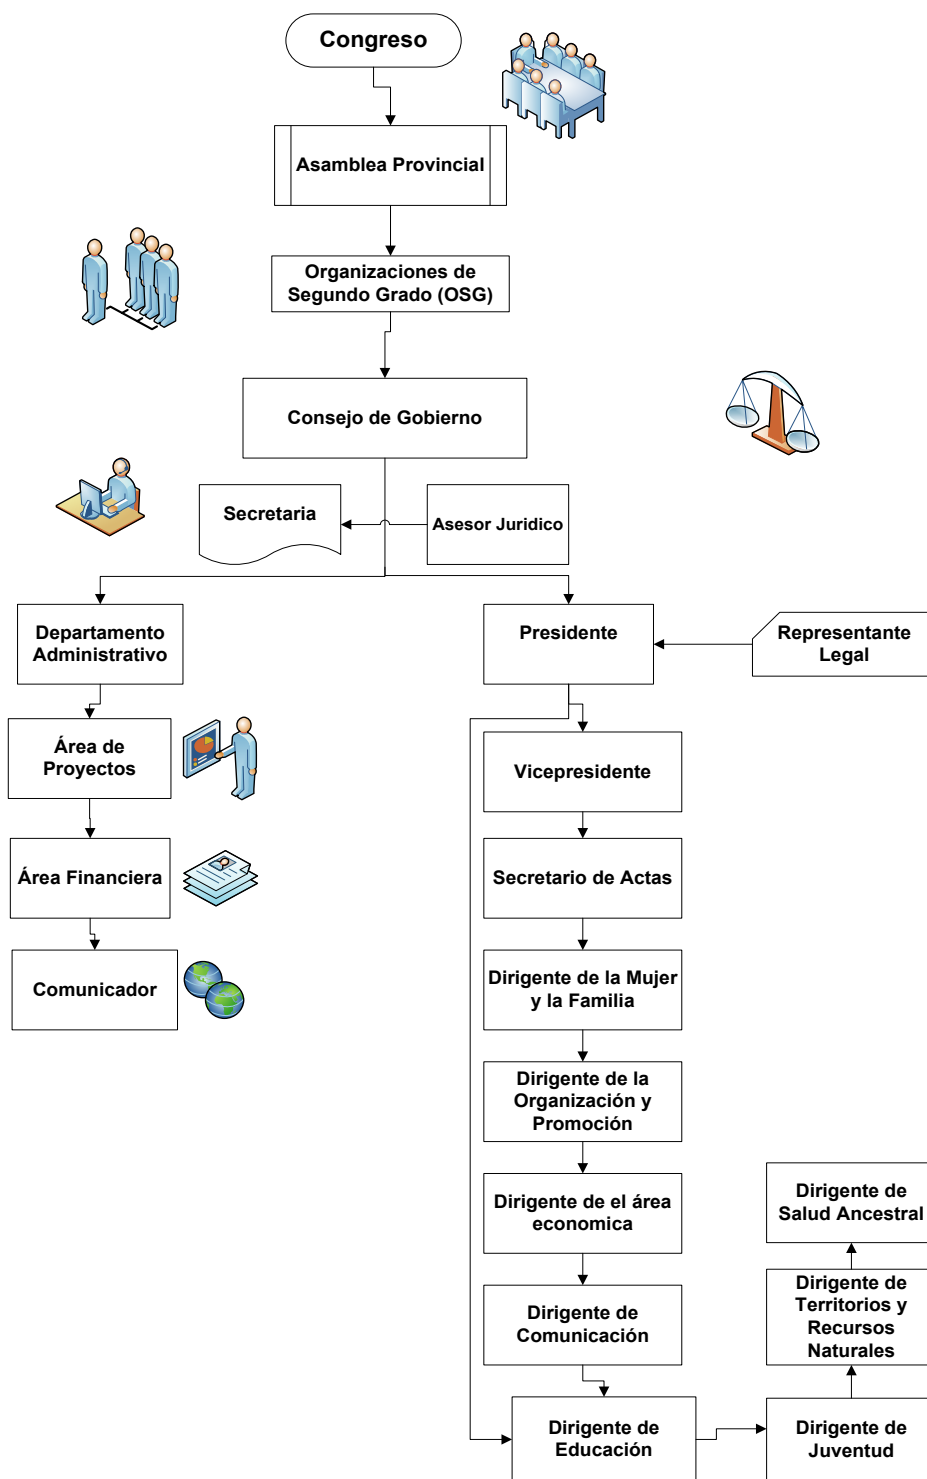 Congreso
Asamblea Provincial
Organizaciones de
Segundo Grado (OSG)
Consejo de Gobierno
Secretaria
Asesor Juridico
Departamento
Administrativo
Presidente
Representante
Legal
Área de
Proyectos
Vicepresidente
Área Financiera
Secretario de Actas
Comunicador
Dirigente de la Mujer
y la Familia
Dirigente de la
Organización y
Promoción
Dirigente de el área
economica
Dirigente de
Salud Ancestral
Dirigente de
Comunicación
Dirigente de
Territorios y
Recursos
Naturales
Dirigente de
Educación
Dirigente de
Juventud